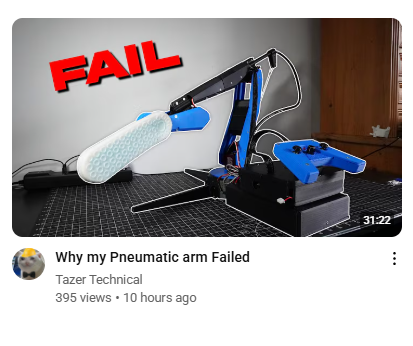 FAIL
31:22
Why my Pneumatic arm Failed
Tazer Technical
395 views • 10 hours ago